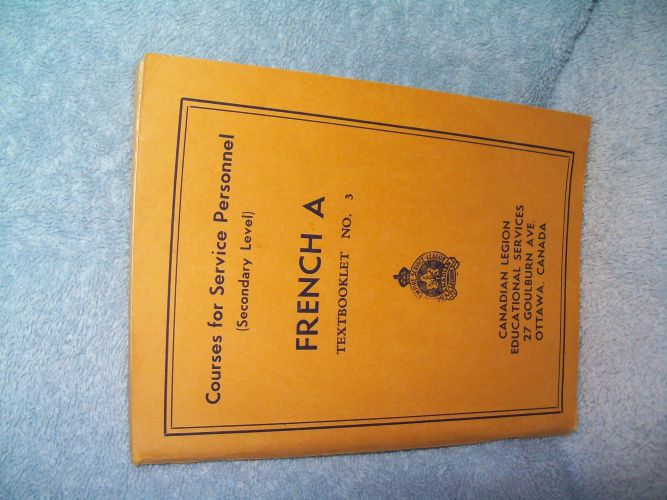 Courses for Service Personnel
(Secondary Level)
FRENCH A
TEXTBOOKLET NO. 3
CANADIAN LEGION
EDUCATIONAL SERVICES
27 GOULBURN AVE.
OTTAWA, CANADA